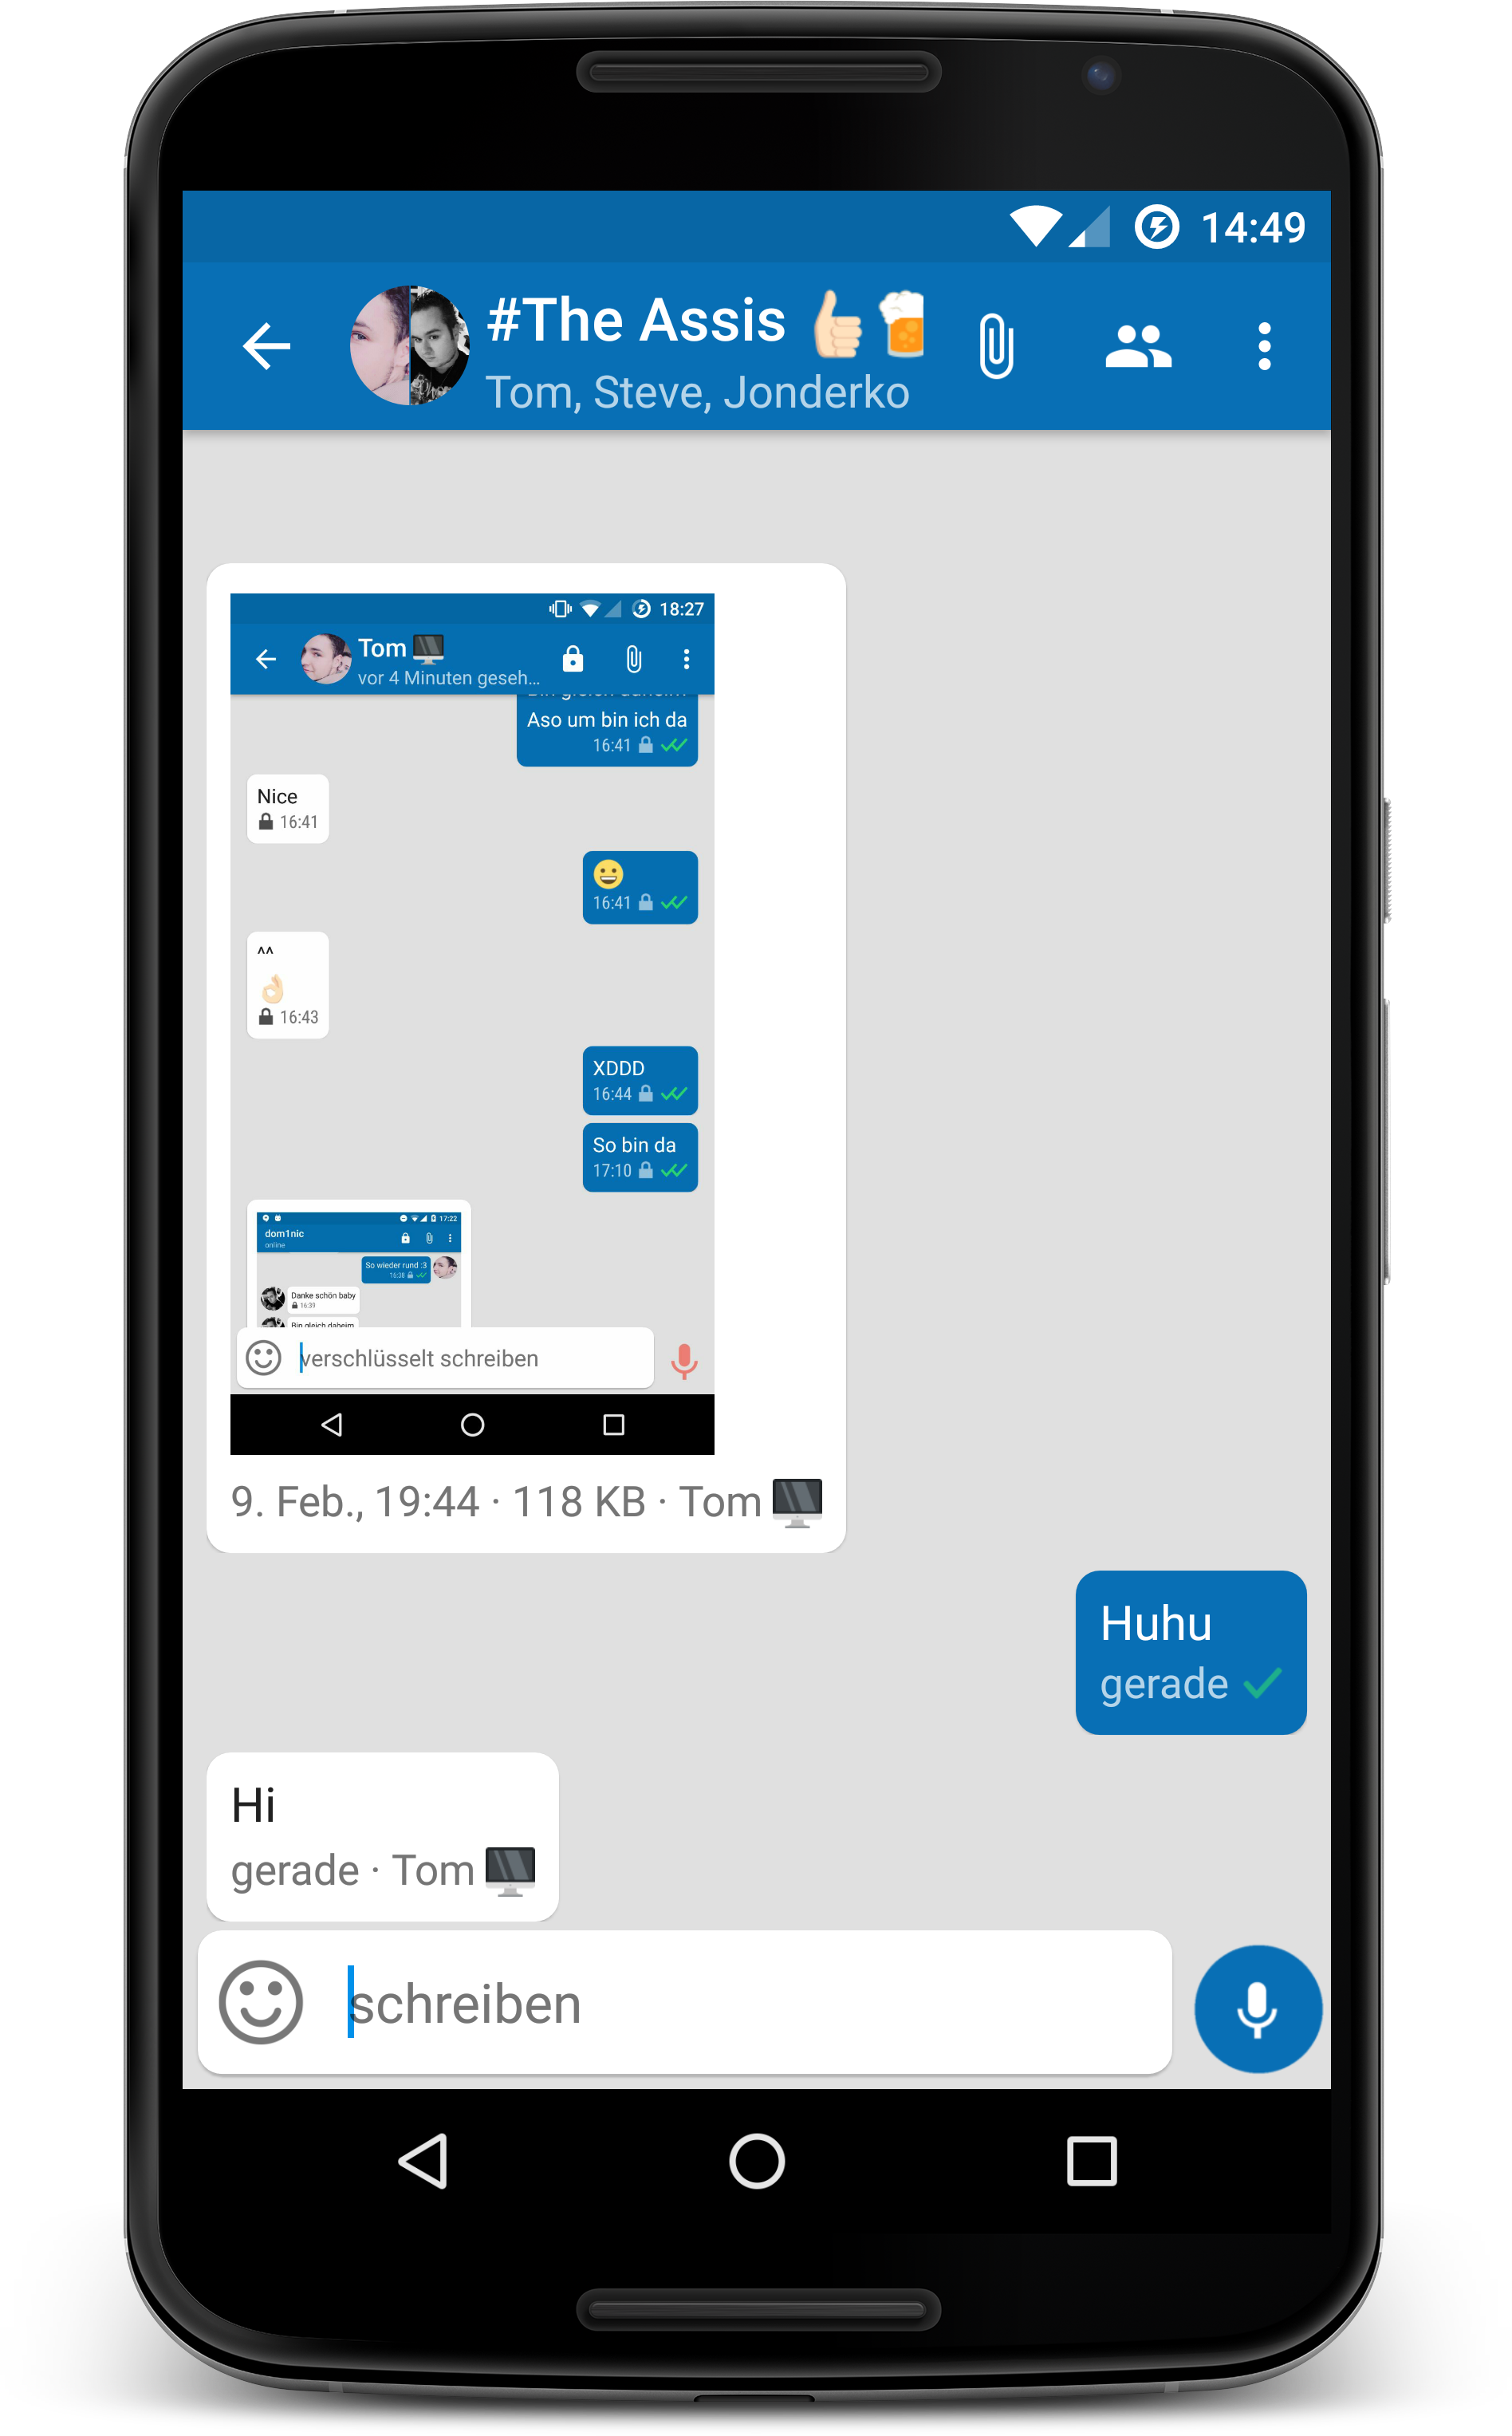 14:49
#The Assis 👍🏻🍺
Tom, Steve, Jonderko
18:27
Tom 🖥
vor 4 Minuten geseh...
Aso um bin ich da
16:41
Nice
16:41
😀
16:41
^^
👌🏻
16:43
XDDD
16:44
So bin da
17:10
17:22
dom1nic
online
So wieder rund :3
16:38
Danke schön baby
16:39
Bin gleich daheim
verschlüsselt schreiben
9. Feb., 19:44 · 118 KB · Tom 🖥
Huhu
gerade
Hi
gerade · Tom 🖥
schreiben